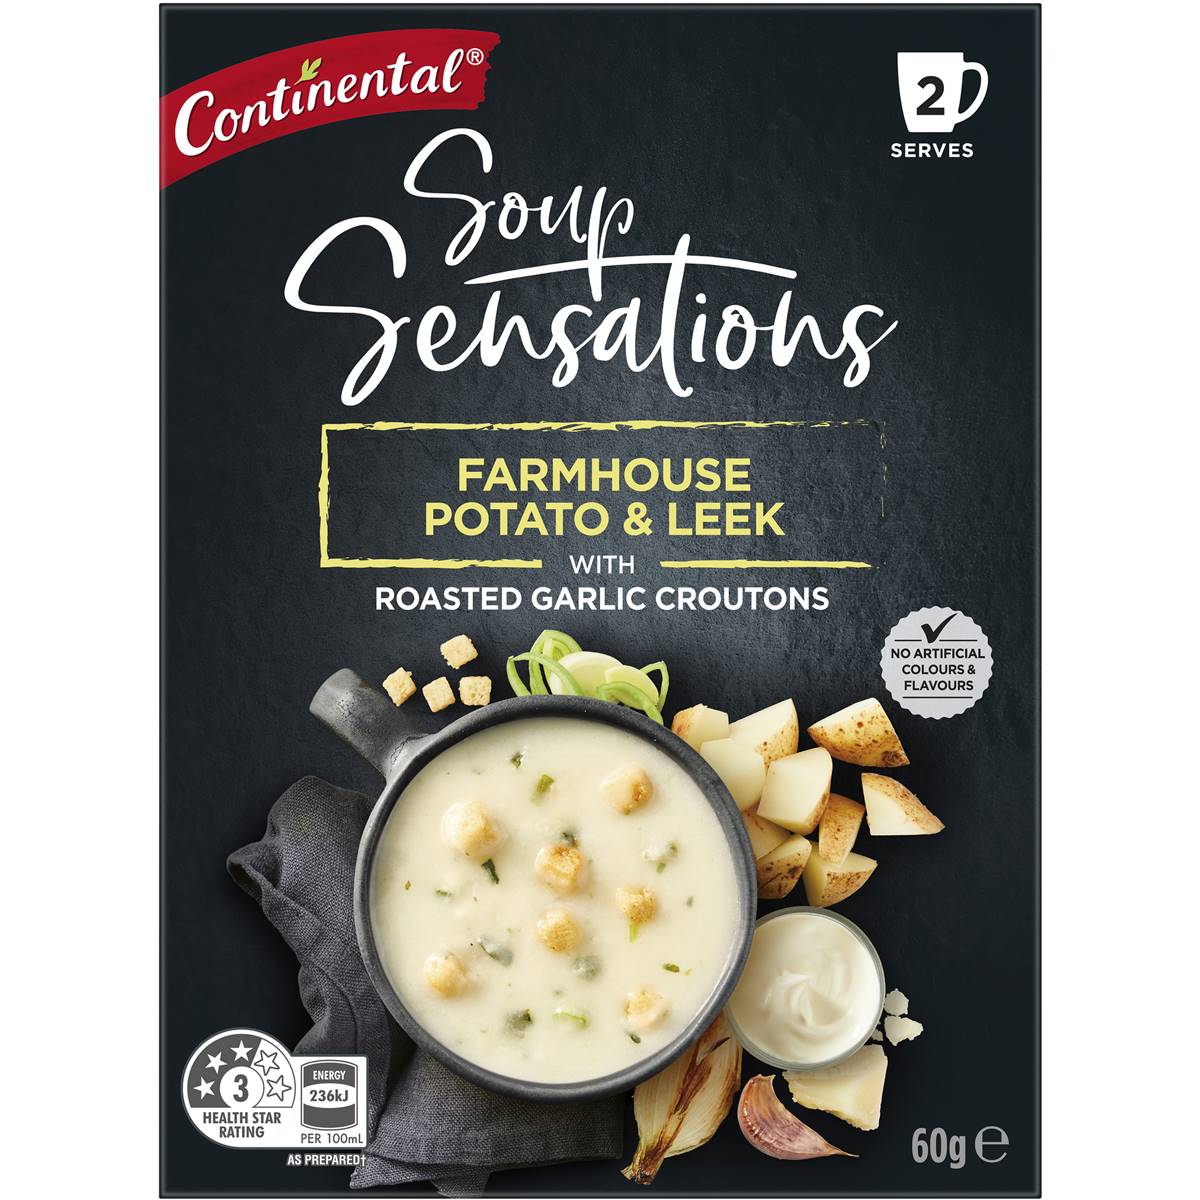 Continental®
2
SERVES
Soup
Sensations
FARMHOUSE
POTATO & LEEK
WITH
ROASTED GARLIC CROUTONS
NO ARTIFICIAL
COLOURS &
FLAVOURS
3
HEALTH STAR
RATING
ENERGY
236kJ
PER 100mL
AS PREPARED†
60g ℮